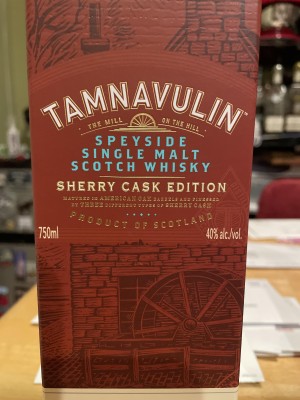 TAMNAVULIN™
· THE MILL ON THE HILL ·
SPEYSIDE
SINGLE MALT
SCOTCH WHISKY
SHERRY CASK EDITION
MATURED IN AMERICAN OAK BARRELS AND FINISHED
IN THREE DIFFERENT TYPES OF SHERRY CASK
PRODUCT OF SCOTLAND
750ml
40% alc./vol.